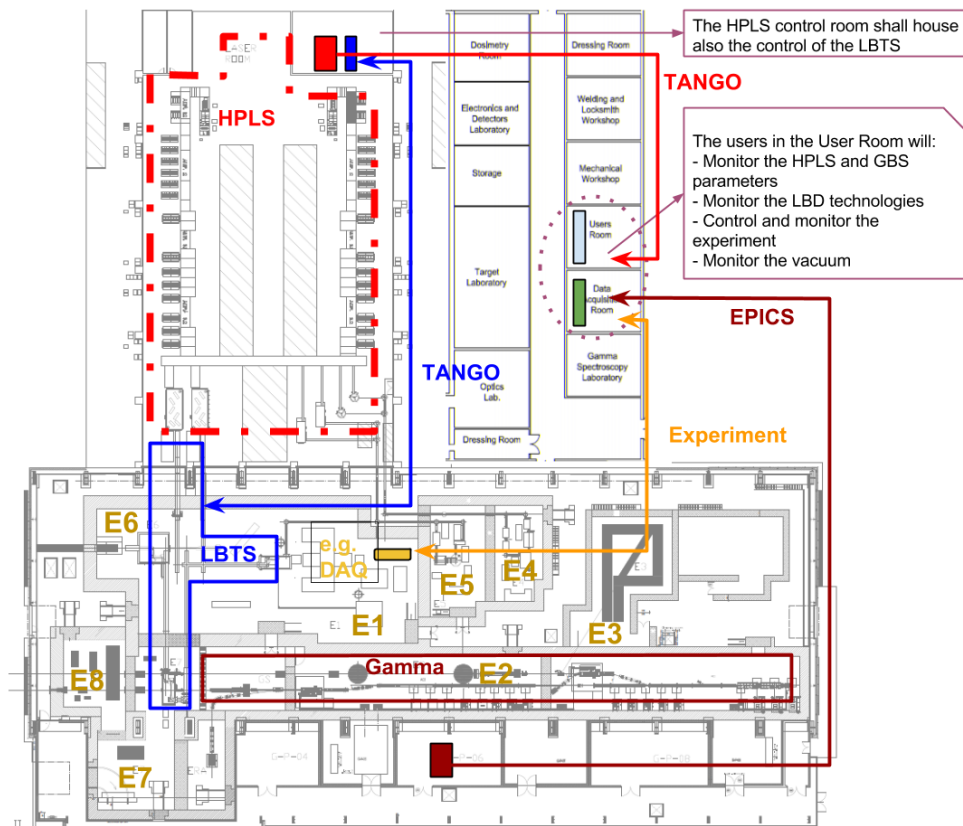 The HPLS control room shall house
also the control of the LBTS
LASER
ROOM
Dosimetry
Room
Dressing Room
TANGO
HPLS
Electronics and
Detectors
Laboratory
Welding and
Locksmith
Workshop
The users in the User Room will:
- Monitor the HPLS and GBS
parameters
- Monitor the LBD technologies
- Control and monitor the
experiment
- Monitor the vacuum
Storage
Mechanical
Workshop
Users
Room
Target
Laboratory
Data
Acquisition
Room
EPICS
TANGO
Gamma
Spectroscopy
Laboratory
Optics
Lab.
Dressing Room
Experiment
E6
LBTS
e.g.
DAQ
E5
E4
E1
E3
Gamma
E2
E8
E7